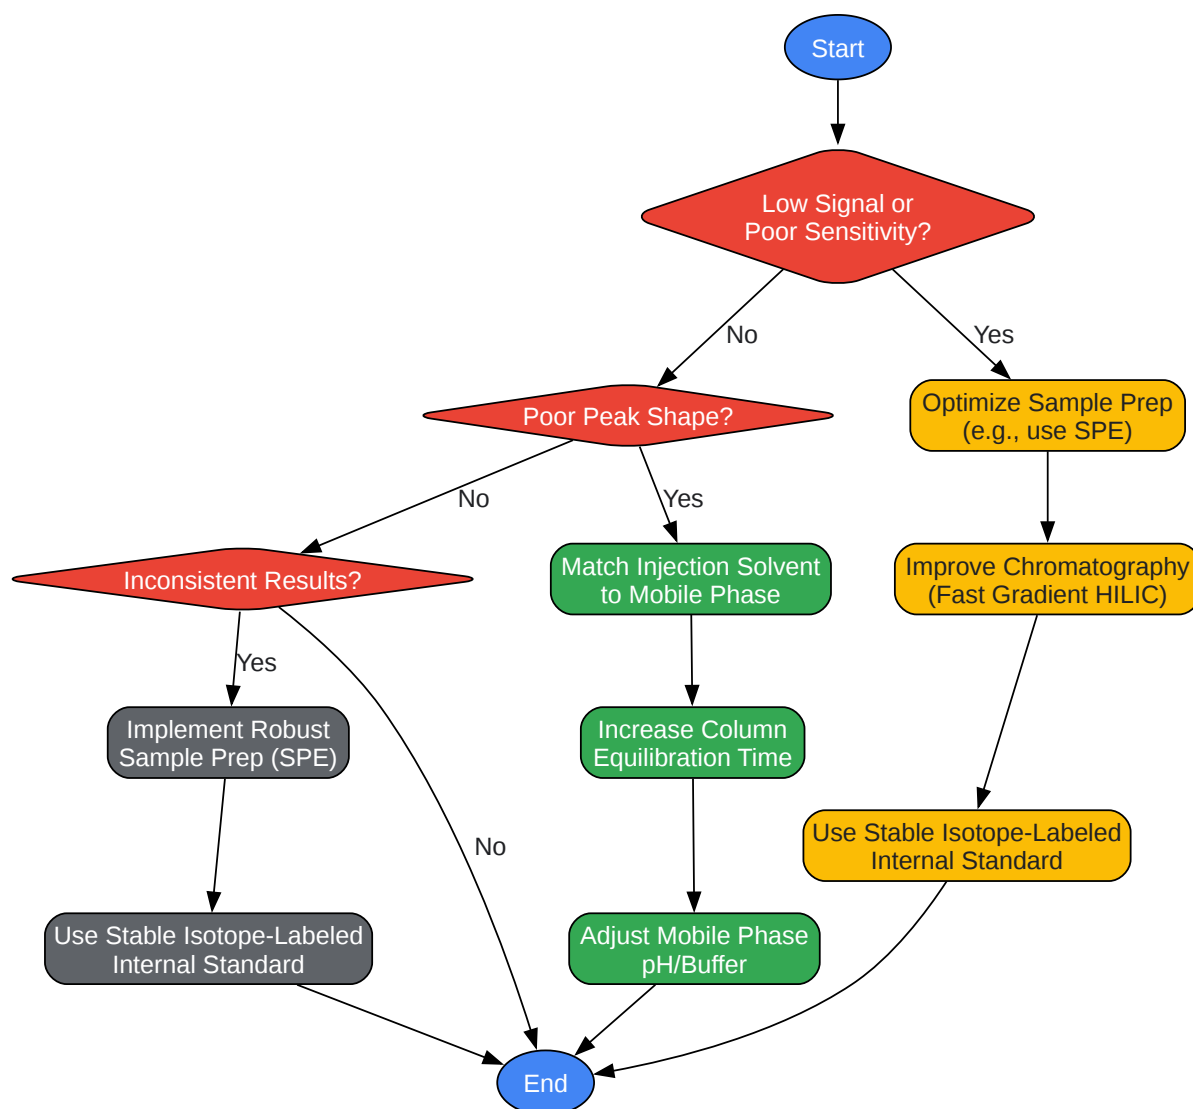 Start
Low Signal or
Poor Sensitivity?
No
Yes
Poor Peak Shape?
Optimize Sample Prep
(e.g., use SPE)
No
Yes
Inconsistent Results?
Match Injection Solvent
to Mobile Phase
Improve Chromatography
(Fast Gradient HILIC)
Yes
Implement Robust
Sample Prep (SPE)
Increase Column
Equilibration Time
No
Use Stable Isotope-Labeled
Internal Standard
Use Stable Isotope-Labeled
Internal Standard
Adjust Mobile Phase
pH/Buffer
End